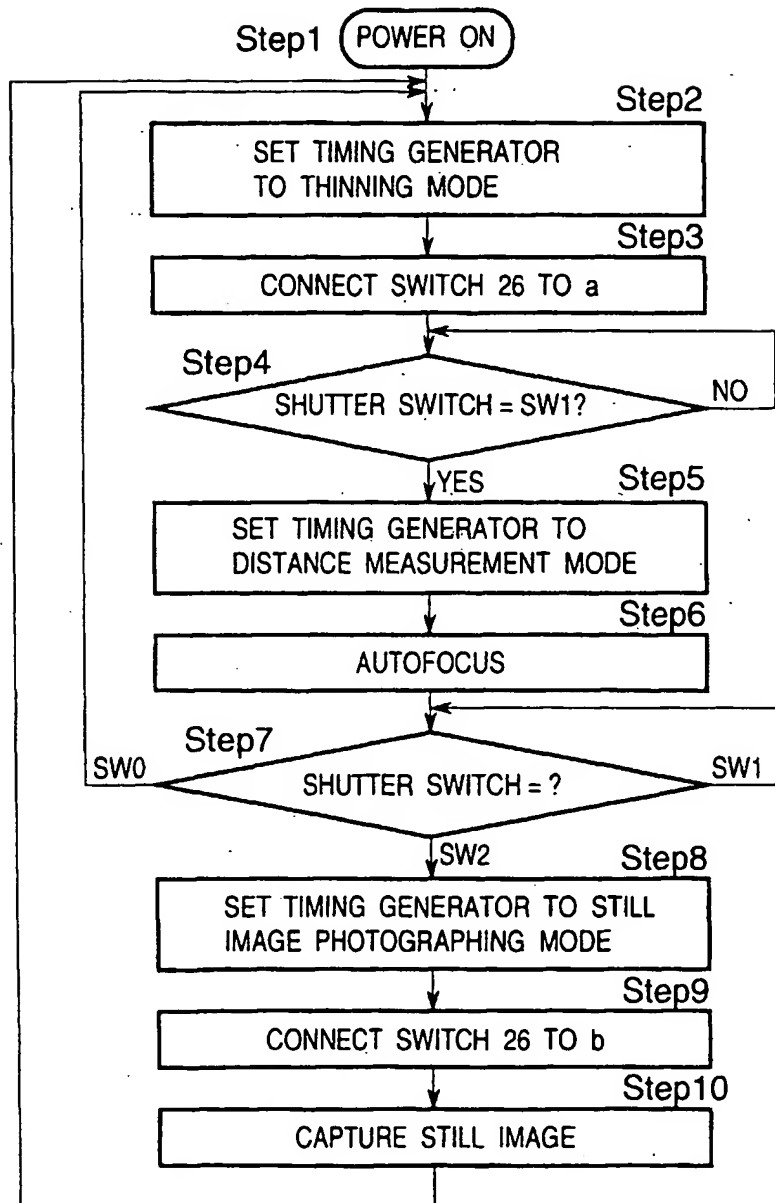 Step1
POWER ON
Step2
SET TIMING GENERATOR
TO THINNING MODE
Step3
CONNECT SWITCH 26 TO a
Step4
SHUTTER SWITCH = SW1?
NO
YES
Step5
SET TIMING GENERATOR TO
DISTANCE MEASUREMENT MODE
Step6
AUTOFOCUS
Step7
SW0
SHUTTER SWITCH = ?
SW1
SW2
Step8
SET TIMING GENERATOR TO STILL
IMAGE PHOTOGRAPHING MODE
Step9
CONNECT SWITCH 26 TO b
Step10
CAPTURE STILL IMAGE